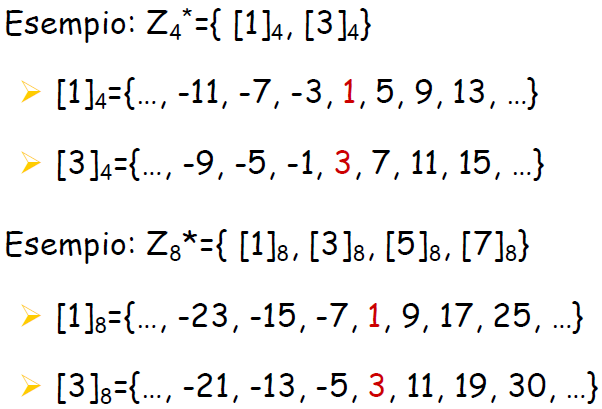 Esempio: Z₄*={ [1]₄, [3]₄}
➢ [1]₄={…, -11, -7, -3, 1, 5, 9, 13, …}
➢ [3]₄={…, -9, -5, -1, 3, 7, 11, 15, …}
Esempio: Z₈*={ [1]₈, [3]₈, [5]₈, [7]₈}
➢ [1]₈={…, -23, -15, -7, 1, 9, 17, 25, …}
➢ [3]₈={…, -21, -13, -5, 3, 11, 19, 30, …}